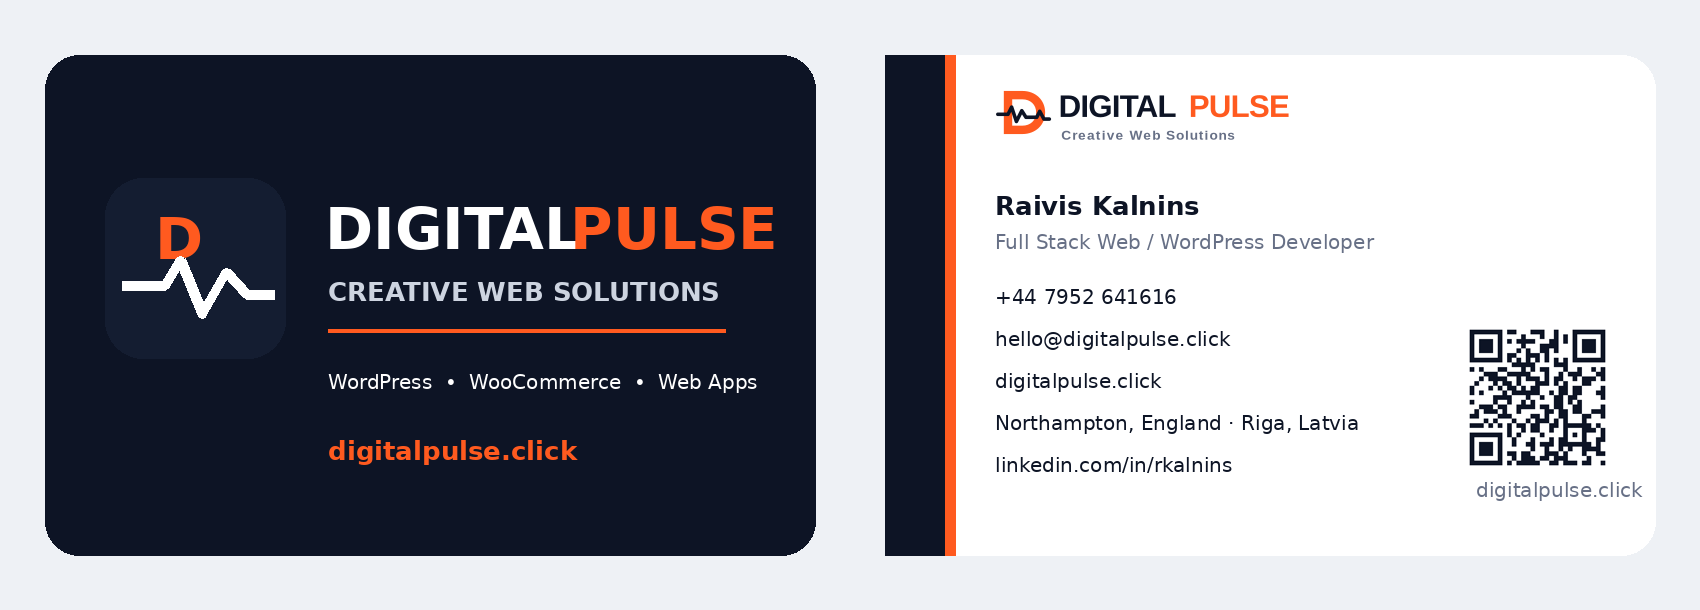 D
DIGITALPULSE
CREATIVE WEB SOLUTIONS
WordPress • WooCommerce • Web Apps
digitalpulse.click
D DIGITAL PULSE
Creative Web Solutions
Raivis Kalnins
Full Stack Web / WordPress Developer
+44 7952 641616
hello@digitalpulse.click
digitalpulse.click
Northampton, England · Riga, Latvia
linkedin.com/in/rkalnins
digitalpulse.click